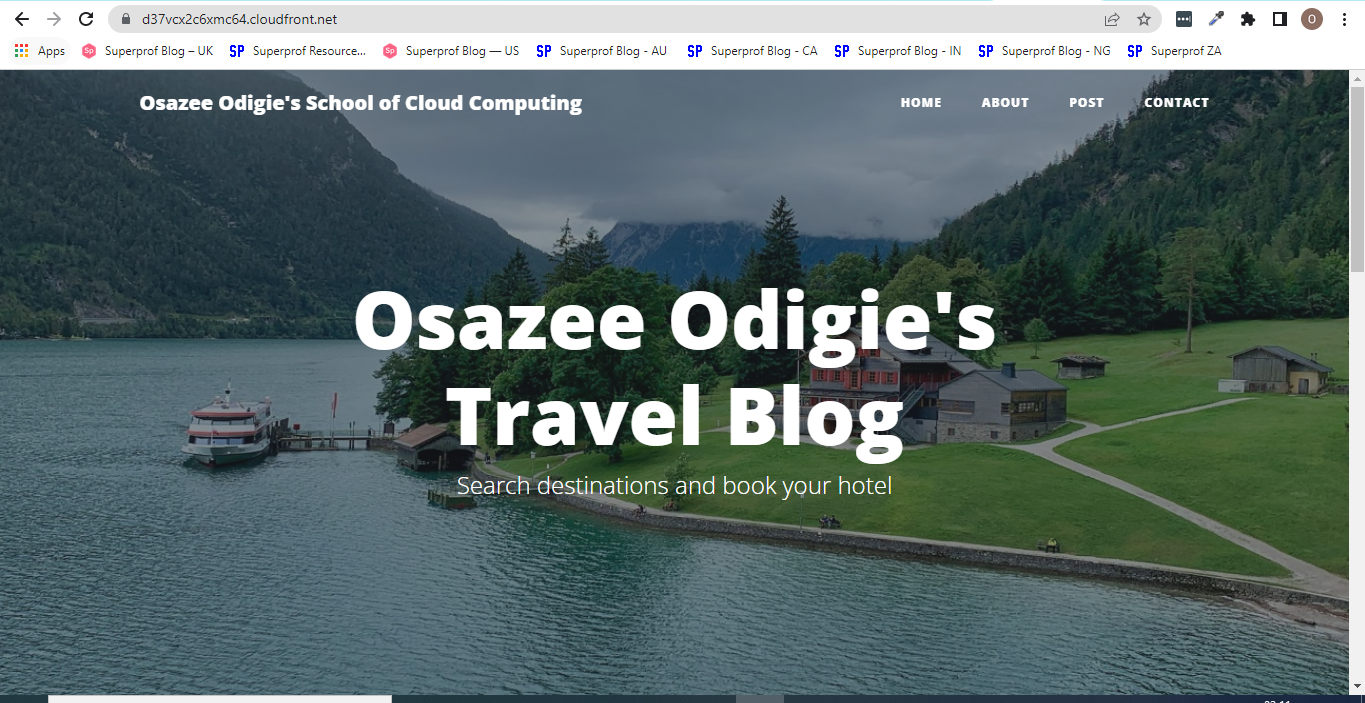 d37vcx2c6xmc64.cloudfront.net
O
Apps
Sp Superprof Blog – UK
SP Superprof Resource...
Sp Superprof Blog — US
SP Superprof Blog - AU
SP Superprof Blog - CA
SP Superprof Blog - IN
SP Superprof Blog - NG
SP Superprof ZA
Osazee Odigie's School of Cloud Computing
HOME
ABOUT
POST
CONTACT
Osazee Odigie's
Travel Blog
Search destinations and book your hotel